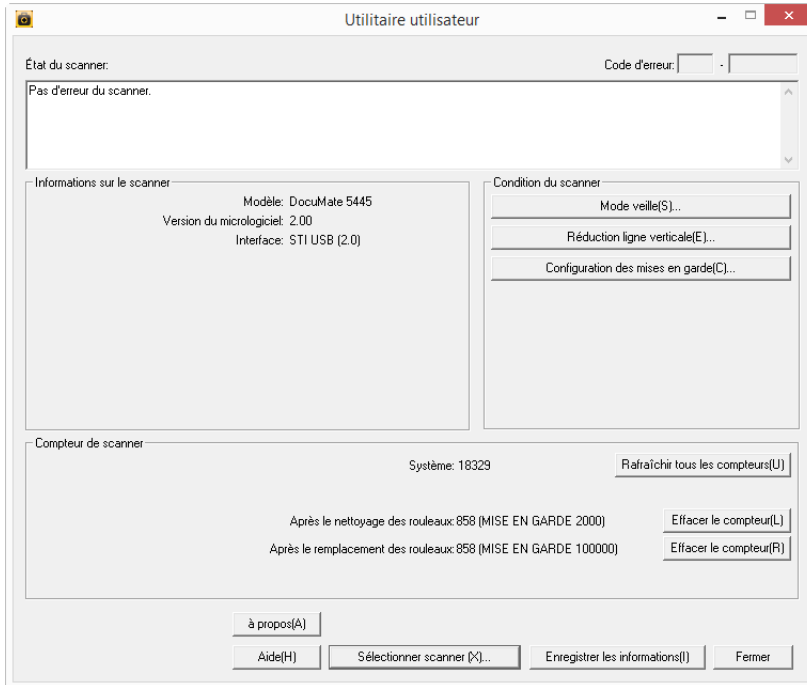 Utilitaire utilisateur
État du scanner:
Code d'erreur: -
Pas d'erreur du scanner.
Informations sur le scanner
Modèle: DocuMate 5445
Version du micrologiciel: 2.00
Interface: STI USB (2.0)
Condition du scanner
Mode veille(S)...
Réduction ligne verticale(E)...
Configuration des mises en garde(C)...
Compteur de scanner
Système: 18329
Rafraîchir tous les compteurs(U)
Après le nettoyage des rouleaux: 858 (MISE EN GARDE 2000)
Effacer le compteur(L)
Après le remplacement des rouleaux: 858 (MISE EN GARDE 100000)
Effacer le compteur(R)
à propos(A)
Aide(H)
Sélectionner scanner (X)...
Enregistrer les informations(I)
Fermer